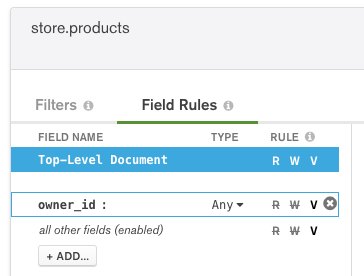 store.products
Filters Field Rules
FIELD NAME TYPE RULE
Top-Level Document R W V
owner_id : Any R W V
all other fields (enabled) R W V
+ ADD...